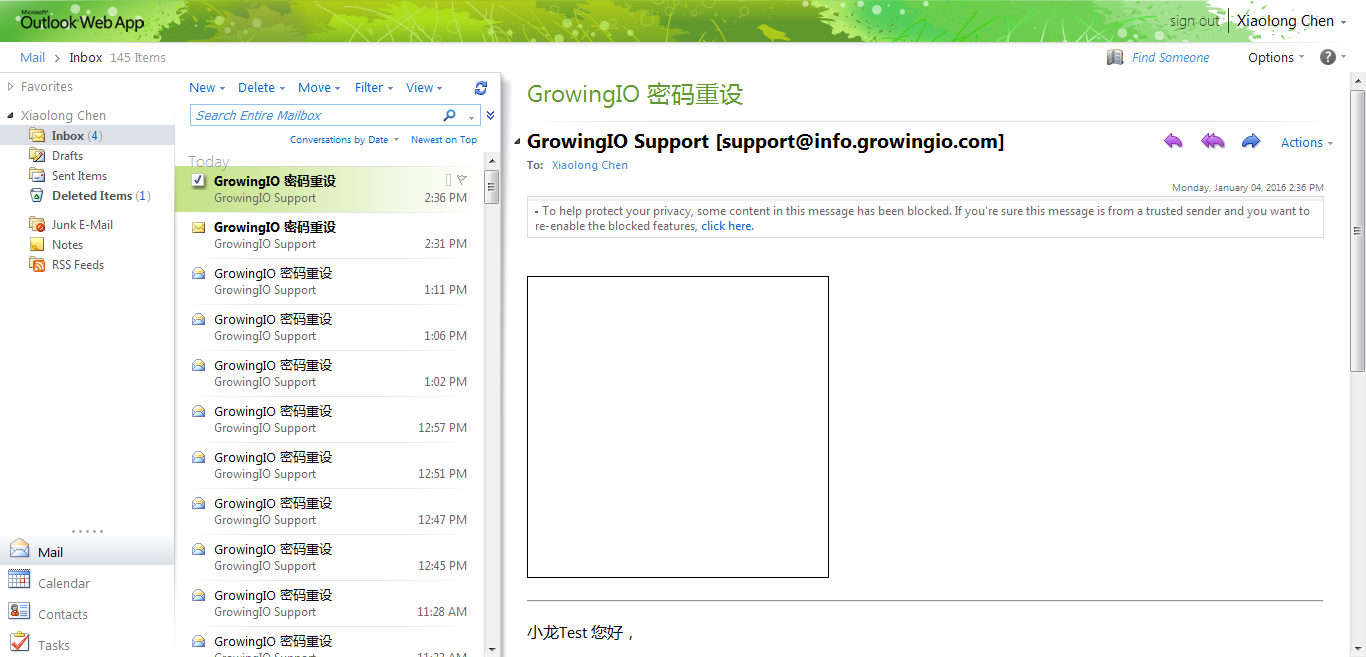 Microsoft
Outlook Web App
sign out
Xiaolong Chen
Mail > Inbox 145 Items
Find Someone
Options
?
Favorites
Xiaolong Chen
Inbox (4)
Drafts
Sent Items
Deleted Items (1)
Junk E-Mail
Notes
RSS Feeds
Mail
Calendar
Contacts
Tasks
New Delete Move Filter View
Search Entire Mailbox
Conversations by Date Newest on Top
Today
GrowingIO 密码重设
GrowingIO Support 2:36 PM
GrowingIO 密码重设
GrowingIO Support 2:31 PM
GrowingIO 密码重设
GrowingIO Support 1:11 PM
GrowingIO 密码重设
GrowingIO Support 1:06 PM
GrowingIO 密码重设
GrowingIO Support 1:02 PM
GrowingIO 密码重设
GrowingIO Support 12:57 PM
GrowingIO 密码重设
GrowingIO Support 12:51 PM
GrowingIO 密码重设
GrowingIO Support 12:47 PM
GrowingIO 密码重设
GrowingIO Support 12:45 PM
GrowingIO 密码重设
GrowingIO Support 11:28 AM
GrowingIO 密码重设
GrowingIO Support 11:23 AM
GrowingIO 密码重设
GrowingIO Support [support@info.growingio.com]
Actions
To: Xiaolong Chen
Monday, January 04, 2016 2:36 PM
- To help protect your privacy, some content in this message has been blocked. If you're sure this message is from a trusted sender and you want to
re-enable the blocked features, click here.
小龙Test 您好，